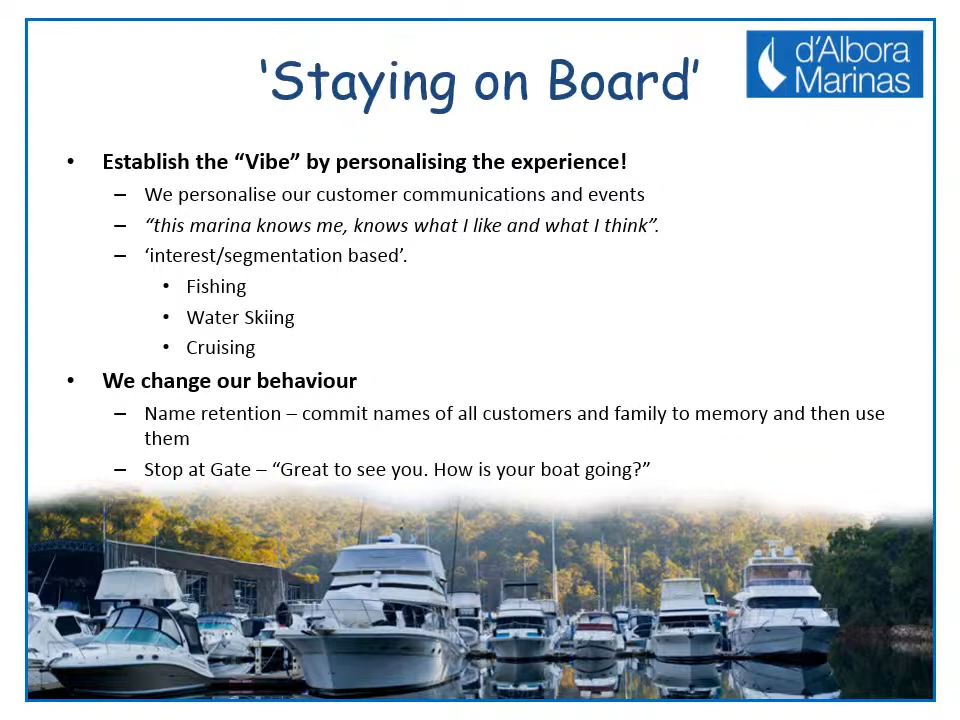 ‘Staying on Board’
d’Albora
Marinas
• Establish the “Vibe” by personalising the experience!
– We personalise our customer communications and events
– “this marina knows me, knows what I like and what I think”.
– ‘interest/segmentation based’.
• Fishing
• Water Skiing
• Cruising
• We change our behaviour
– Name retention – commit names of all customers and family to memory and then use
them
– Stop at Gate – “Great to see you. How is your boat going?”